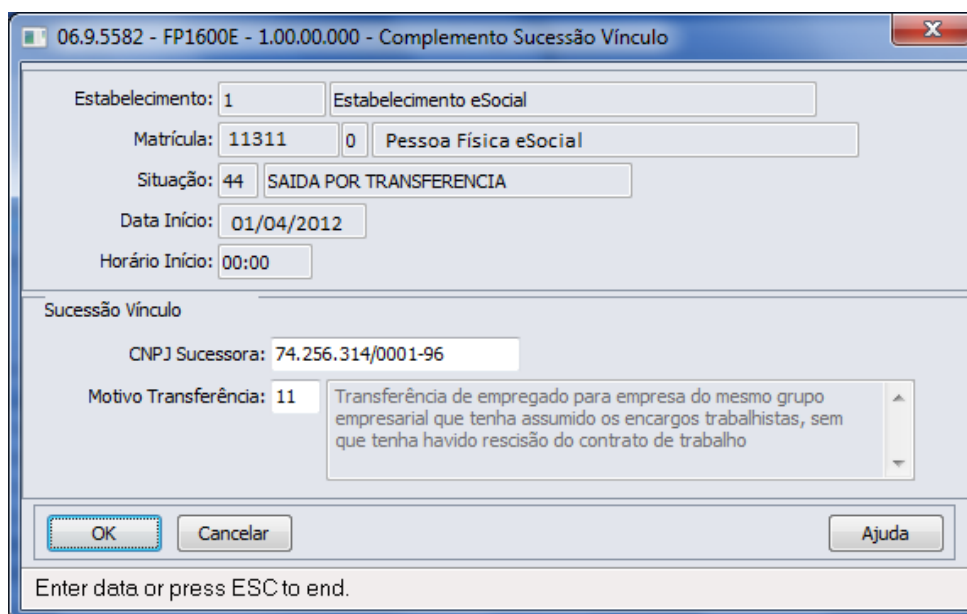 06.9.5582 - FP1600E - 1.00.00.000 - Complemento Sucessão Vínculo
X
Estabelecimento: 1 Estabelecimento eSocial
Matrícula: 11311 0 Pessoa Física eSocial
Situação: 44 SAIDA POR TRANSFERENCIA
Data Início: 01/04/2012
Horário Início: 00:00
Sucessão Vínculo
CNPJ Sucessora: 74.256.314/0001-96
Motivo Transferência: 11 Transferência de empregado para empresa do mesmo grupo
empresarial que tenha assumido os encargos trabalhistas, sem
que tenha havido rescisão do contrato de trabalho
OK Cancelar Ajuda
Enter data or press ESC to end.